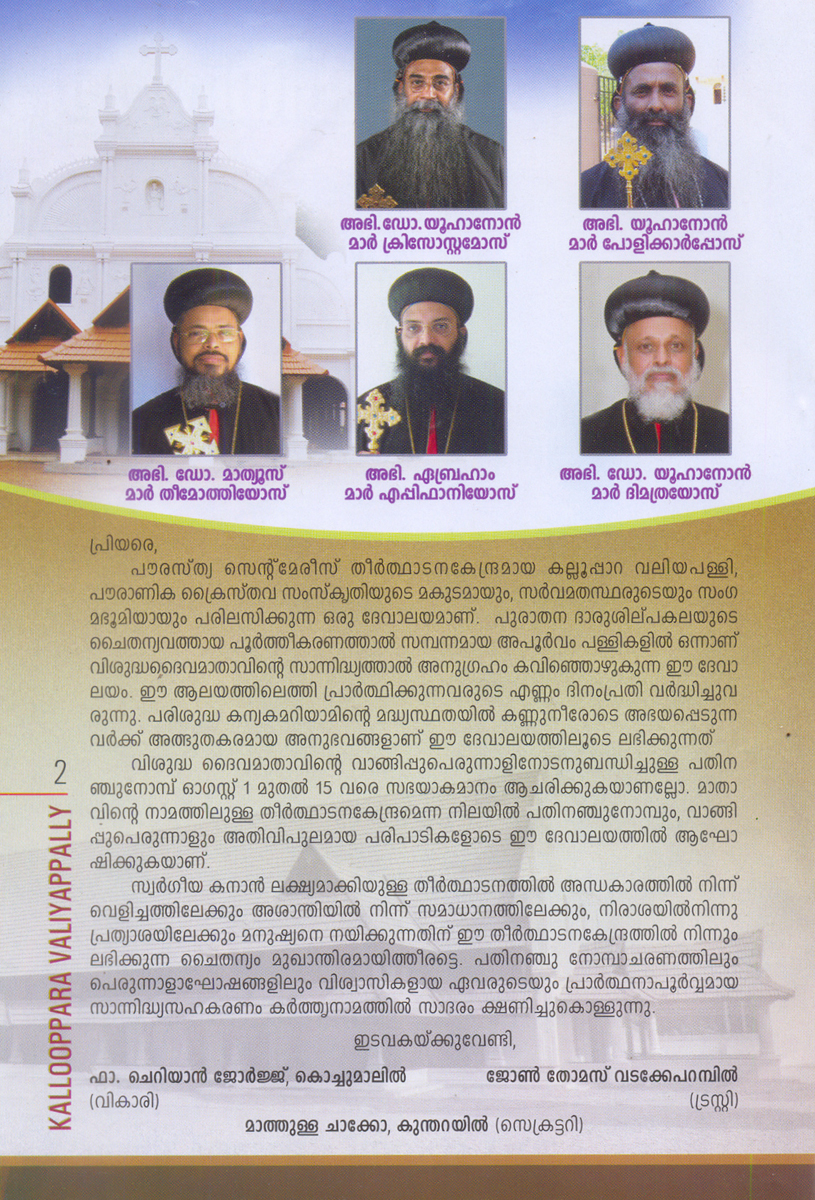 അഭി.ഡോ.യൂഹാനോൻ
മാർ ക്രിസോസ്റ്റമോസ്
അഭി. യൂഹാനോൻ
മാർ പോളിക്കാർപ്പോസ്
അഭി. ഡോ. മാത്യൂസ്
മാർ തീമോത്തിയോസ്
അഭി. ഏബ്രഹാം
മാർ എപ്പിഫാനിയോസ്
അഭി. ഡോ. യൂഹാനോൻ
മാർ ദിമത്രയോസ്
പ്രിയരെ,
പൗരസ്ത്യ സെന്റ്മേരീസ് തീർത്ഥാടനകേന്ദ്രമായ കല്ലൂപ്പാറ വലിയപള്ളി,
പൗരാണിക ക്രൈസ്തവ സംസ്കൃതിയുടെ മകുടമായും, സർവമതസ്ഥരുടെയും സംഗ
മഭൂമിയായും പരിലസിക്കുന്ന ഒരു ദേവാലയമാണ്. പുരാതന ദാരുശില്പകലയുടെ
ചൈതന്യവത്തായ പൂർത്തീകരണത്താൽ സമ്പന്നമായ അപൂർവം പള്ളികളിൽ ഒന്നാണ്
വിശുദ്ധദൈവമാതാവിന്റെ സാന്നിദ്ധ്യത്താൽ അനുഗ്രഹം കവിഞ്ഞൊഴുകുന്ന ഈ ദേവാ
ലയം. ഈ ആലയത്തിലെത്തി പ്രാർത്ഥിക്കുന്നവരുടെ എണ്ണം ദിനംപ്രതി വർദ്ധിച്ചുവ
രുന്നു. പരിശുദ്ധ കന്യകമറിയാമിന്റെ മദ്ധ്യസ്ഥതയിൽ കണ്ണുനീരോടെ അഭയപ്പെടുന്ന
വർക്ക് അത്ഭുതകരമായ അനുഭവങ്ങളാണ് ഈ ദേവാലയത്തിലൂടെ ലഭിക്കുന്നത്
വിശുദ്ധ ദൈവമാതാവിന്റെ വാങ്ങിപ്പുപെരുന്നാളിനോടനുബന്ധിച്ചുള്ള പതിന
ഞ്ചുനോമ്പ് ഓഗസ്റ്റ് 1 മുതൽ 15 വരെ സഭയാകമാനം ആചരിക്കുകയാണല്ലോ. മാതാ
വിന്റെ നാമത്തിലുള്ള തീർത്ഥാടനകേന്ദ്രമെന്ന നിലയിൽ പതിനഞ്ചുനോമ്പും, വാങ്ങി
പ്പുപെരുന്നാളും അതിവിപുലമായ പരിപാടികളോടെ ഈ ദേവാലയത്തിൽ ആഘോ
ഷിക്കുകയാണ്.
സ്വർഗീയ കനാൻ ലക്ഷ്യമാക്കിയുള്ള തീർത്ഥാടനത്തിൽ അന്ധകാരത്തിൽ നിന്ന്
വെളിച്ചത്തിലേക്കും അശാന്തിയിൽ നിന്ന് സമാധാനത്തിലേക്കും, നിരാശയിൽനിന്നു
പ്രത്യാശയിലേക്കും മനുഷ്യനെ നയിക്കുന്നതിന് ഈ തീർത്ഥാടനകേന്ദ്രത്തിൽ നിന്നും
ലഭിക്കുന്ന ചൈതന്യം മുഖാന്തിരമായിത്തീരട്ടെ. പതിനഞ്ചു നോമ്പാചരണത്തിലും
പെരുന്നാളാഘോഷങ്ങളിലും വിശ്വാസികളായ ഏവരുടെയും പ്രാർത്ഥനാപൂർവ്വമായ
സാന്നിദ്ധ്യസഹകരണം കർത്തൃനാമത്തിൽ സാദരം ക്ഷണിച്ചുകൊള്ളുന്നു.
ഇടവകയ്ക്കുവേണ്ടി,
ഫാ. ചെറിയാൻ ജോർജ്ജ്, കൊച്ചുമാലിൽ
(വികാരി)
ജോൺ തോമസ് വടക്കേപറമ്പിൽ
(ട്രസ്റ്റി)
മാത്തുള്ള ചാക്കോ, കുന്തറയിൽ (സെക്രട്ടറി)
2
KALLOOPPARA VALIYAPPALLY